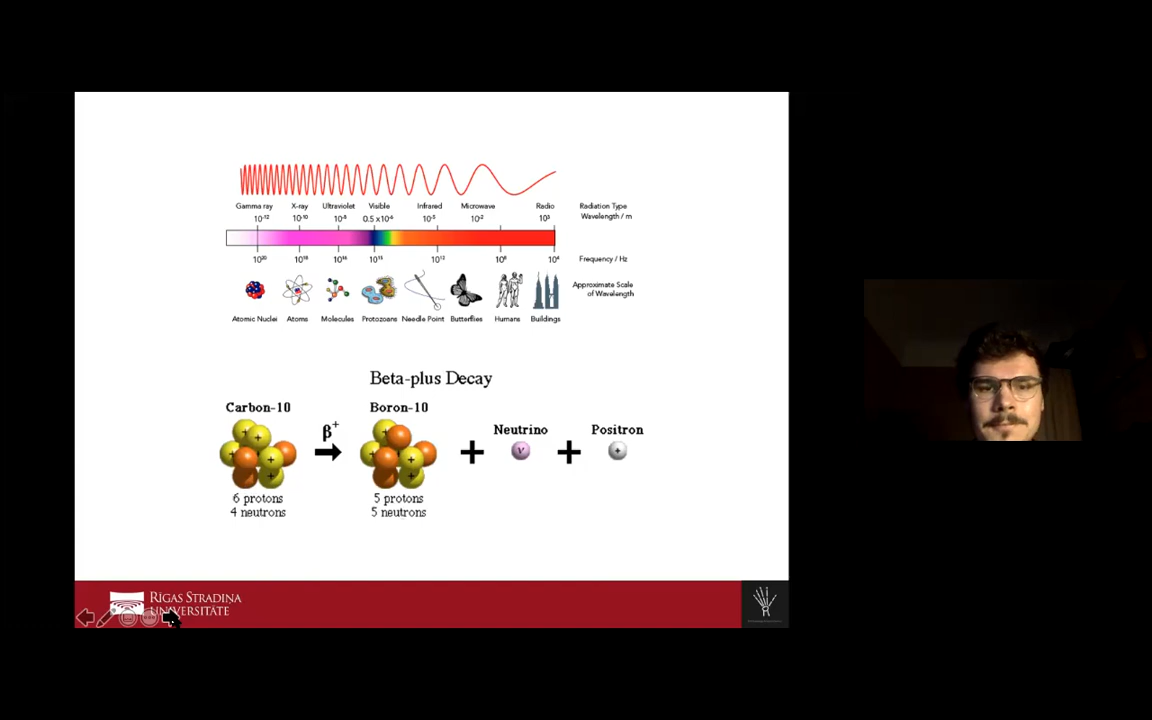 Gamma ray X-ray Ultraviolet Visible Infrared Microwave Radio Radiation Type
10⁻¹² 10⁻¹⁰ 10⁻⁸ 0.5 x10⁻⁶ 10⁻⁵ 10⁻² 10³ Wavelength / m
10²⁰ 10¹⁸ 10¹⁶ 10¹⁵ 10¹² 10⁸ 10⁴ Frequency / Hz
Approximate Scale
of Wavelength
Atomic Nuclei Atoms Molecules Protozoans Needle Point Butterflies Humans Buildings
Beta-plus Decay
Carbon-10 Boron-10
β⁺ Neutrino Positron
+ ν + +
6 protons 5 protons
4 neutrons 5 neutrons
RĪGAS STRADIŅA
UNIVERSITĀTE